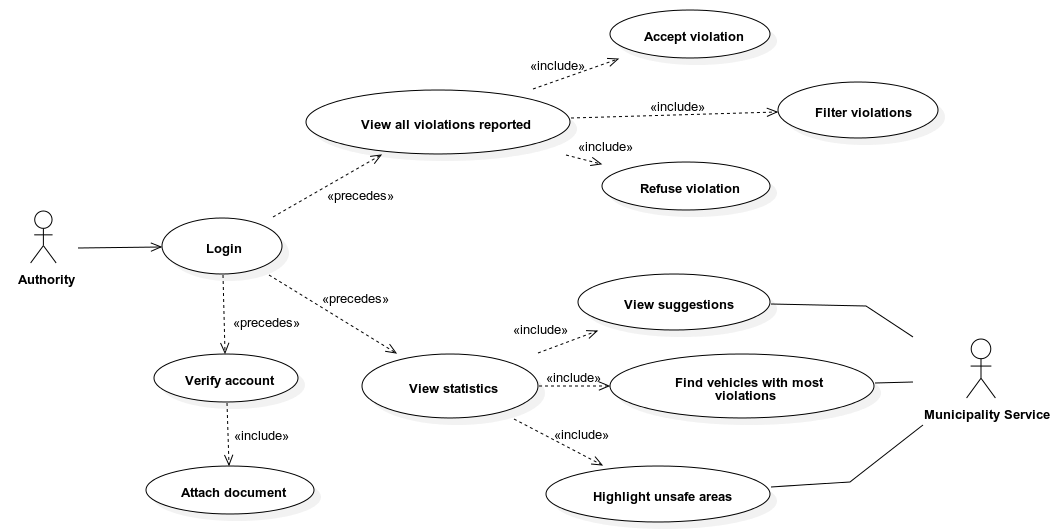 Accept violation
«include»
«include»
Filter violations
View all violations reported
«include»
Refuse violation
«precedes»
Login
Authority
«precedes»
View suggestions
«precedes»
«include»
Verify account
View statistics
«include»
Find vehicles with most
violations
Municipality Service
«include»
«include»
Attach document
Highlight unsafe areas